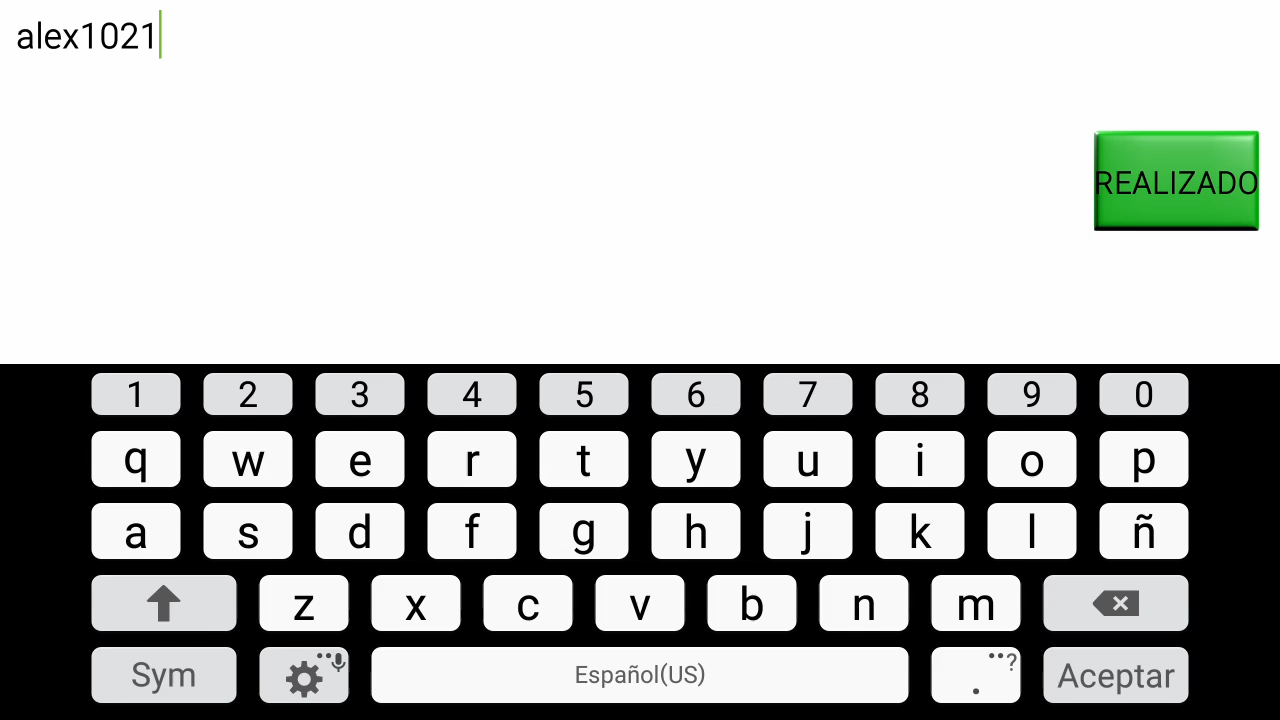 alex1021
REALIZADO
1 2 3 4 5 6 7 8 9 0
q w e r t y u i o p
a s d f g h j k l ñ
z x c v b n m
Sym Español(US) . ? Aceptar